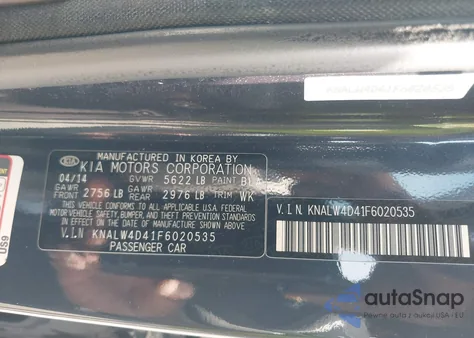 MANUFACTURED IN KOREA BY
KIA KIA MOTORS CORPORATION
04/14 GVWR 5622 LB PAINT
GAWR GAWR
FRONT 2756 LB REAR 2976 LB TRIM WK
THIS VEHICLE CONFORMS TO ALL APPLICABLE FEDERAL
MOTOR VEHICLE SAFETY, BUMPER, AND THEFT PREVENTION
STANDARDS IN EFFECT ON THE DATE OF
MANUFACTURE SHOWN ABOVE.
V.I.N KNALW4D41F6020535
PASSENGER CAR
V.I.N KNALW4D41F6020535
US9
autoSnap